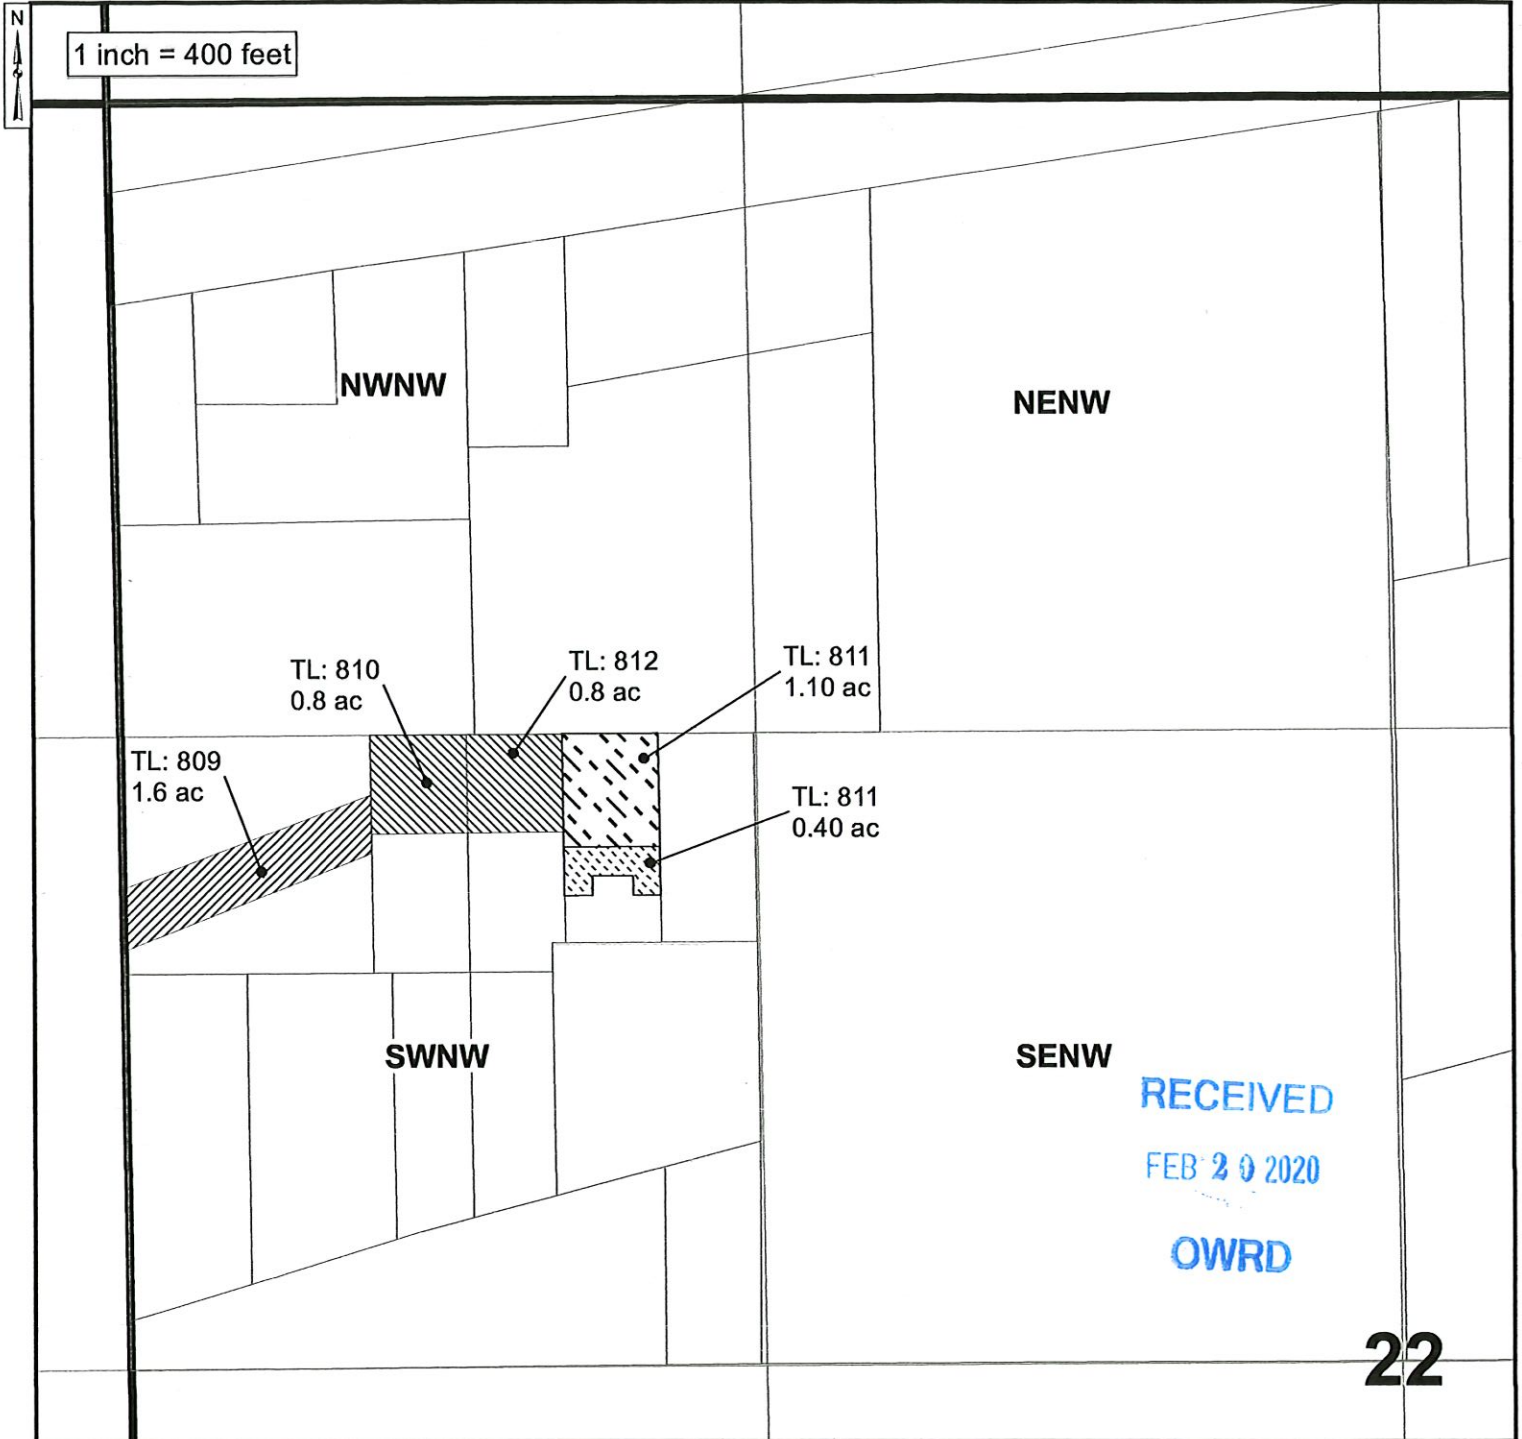 N
1 inch = 400 feet
NWNW
NENW
TL: 810
0.8 ac
TL: 812
0.8 ac
TL: 811
1.10 ac
TL: 809
1.6 ac
TL: 811
0.40 ac
SWNW
SENW
RECEIVED
FEB 20 2020
OWRD
22